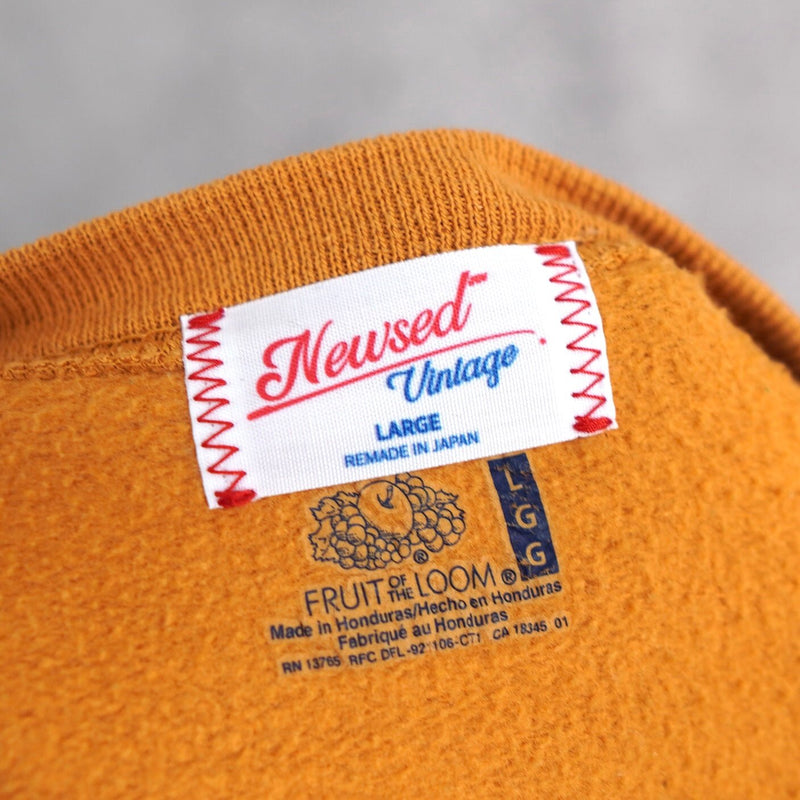 Newsed
Vintage
LARGE
REMADE IN JAPAN
L
G
G
®
FRUIT OF THE LOOM®
Made in Honduras/Hecho en Honduras
Fabriqué au Honduras
RN 13765 RFC DFL-921106-CT1 CA 18345 01